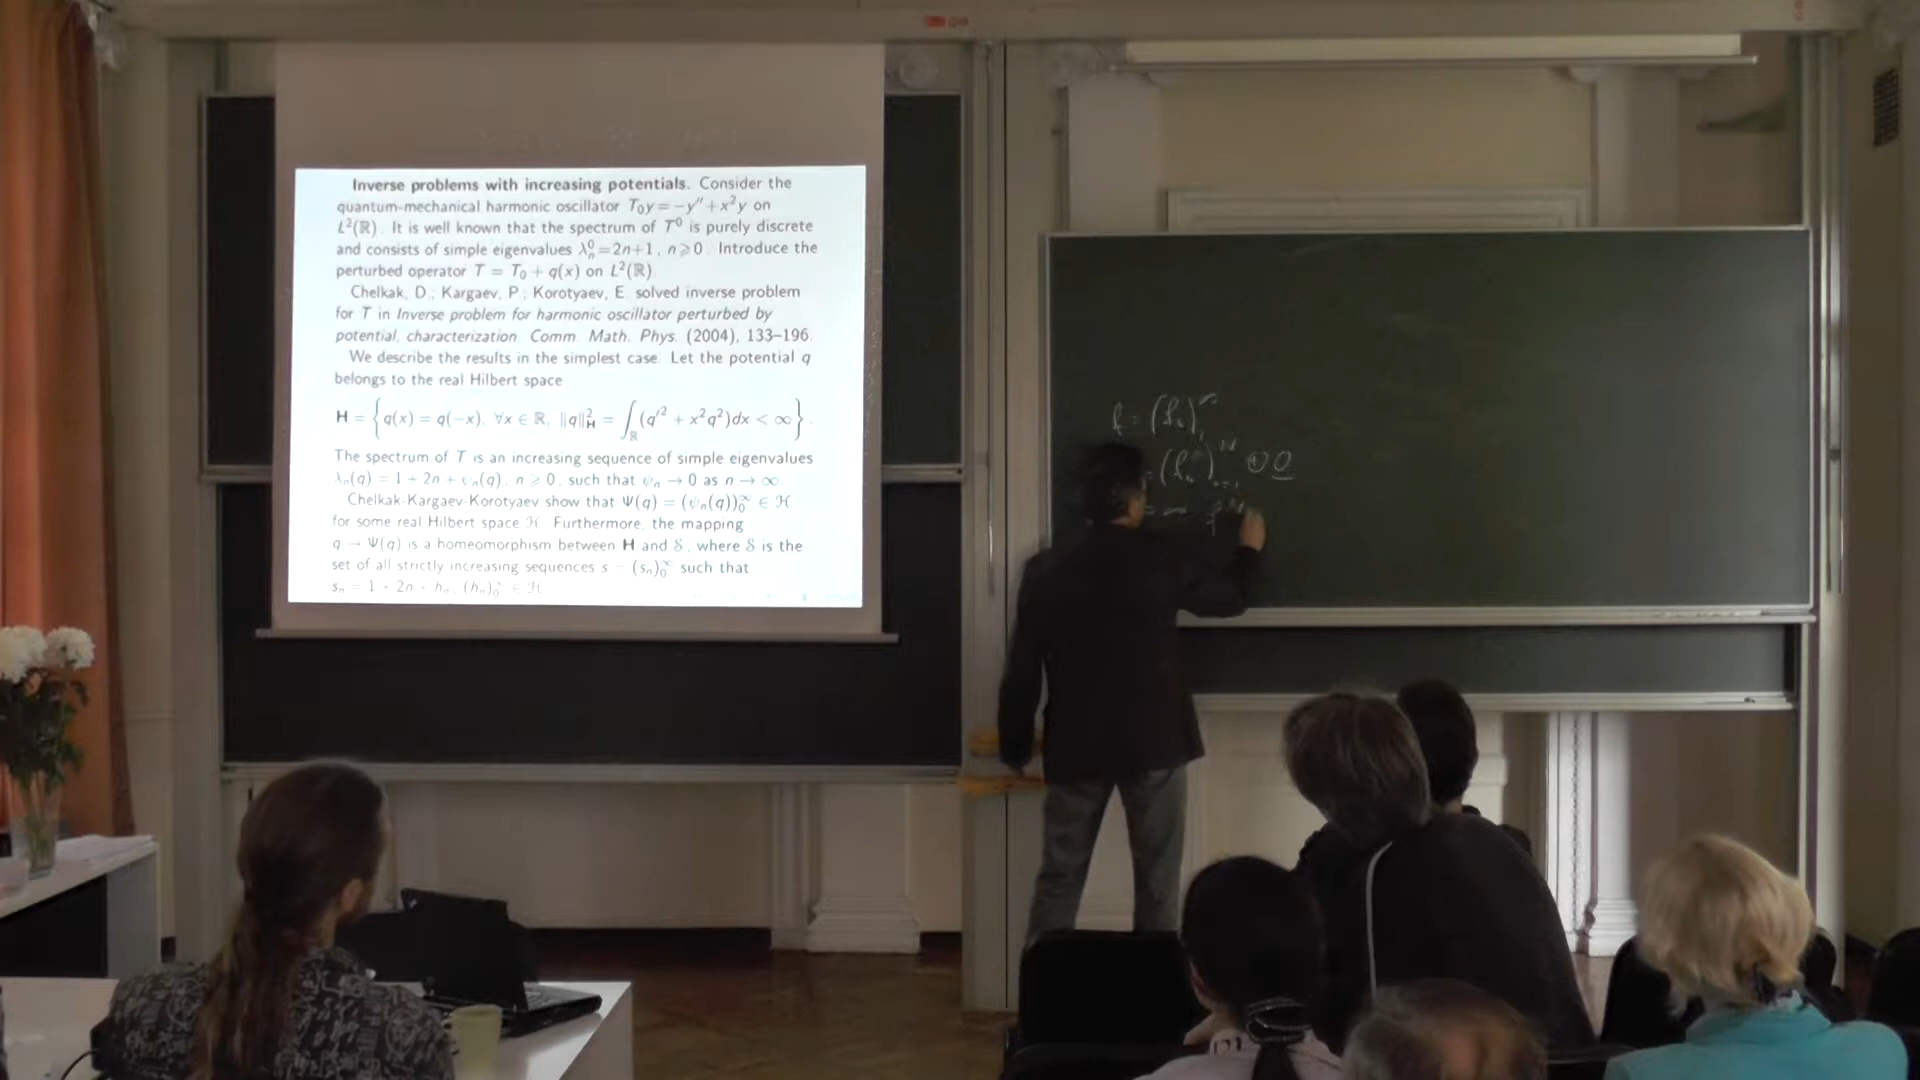 Inverse problems with increasing potentials. Consider the
quantum-mechanical harmonic oscillator T₀y = −y″ + x²y on
L²(ℝ). It is well known that the spectrum of T⁰ is purely discrete
and consists of simple eigenvalues λₙ⁰ = 2n+1, n ⩾ 0. Introduce the
perturbed operator T = T₀ + q(x) on L²(ℝ).
Chelkak, D.; Kargaev, P.; Korotyaev, E. solved inverse problem
for T in Inverse problem for harmonic oscillator perturbed by
potential, characterization. Comm. Math. Phys. (2004), 133–196.
We describe the results in the simplest case. Let the potential q
belongs to the real Hilbert space
H = { q(x) = q(−x), ∀x ∈ ℝ, ‖q‖²_H = ∫_ℝ (q′² + x²q²)dx < ∞ }.
The spectrum of T is an increasing sequence of simple eigenvalues
λₙ(q) = 1 + 2n + ψₙ(q), n ⩾ 0, such that ψₙ → 0 as n → ∞.
Chelkak-Kargaev-Korotyaev show that Ψ(q) = (ψₙ(q))₀^∞ ∈ ℋ
for some real Hilbert space ℋ. Furthermore, the mapping
q → Ψ(q) is a homeomorphism between H and 𝒮, where 𝒮 is the
set of all strictly increasing sequences s = (sₙ)₀^∞ such that
sₙ = 1 + 2n + hₙ, (hₙ)₀^∞ ∈ ℋ